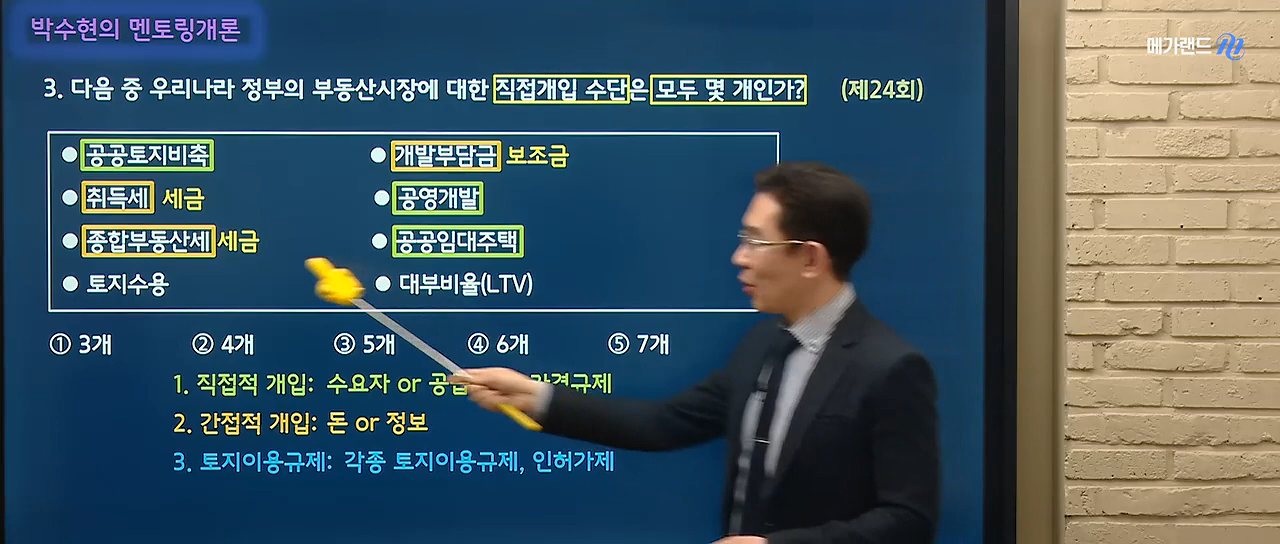 박수현의 멘토링개론
메가랜드
3. 다음 중 우리나라 정부의 부동산시장에 대한 직접개입 수단은 모두 몇 개인가? (제24회)
● 공공토지비축 ● 개발부담금 보조금
● 취득세 세금 ● 공영개발
● 종합부동산세 세금 ● 공공임대주택
● 토지수용 ● 대부비율(LTV)
① 3개 ② 4개 ③ 5개 ④ 6개 ⑤ 7개
1. 직접적 개입: 수요자 or 공급
2. 간접적 개입: 돈 or 정보
3. 토지이용규제: 각종 토지이용규제, 인허가제